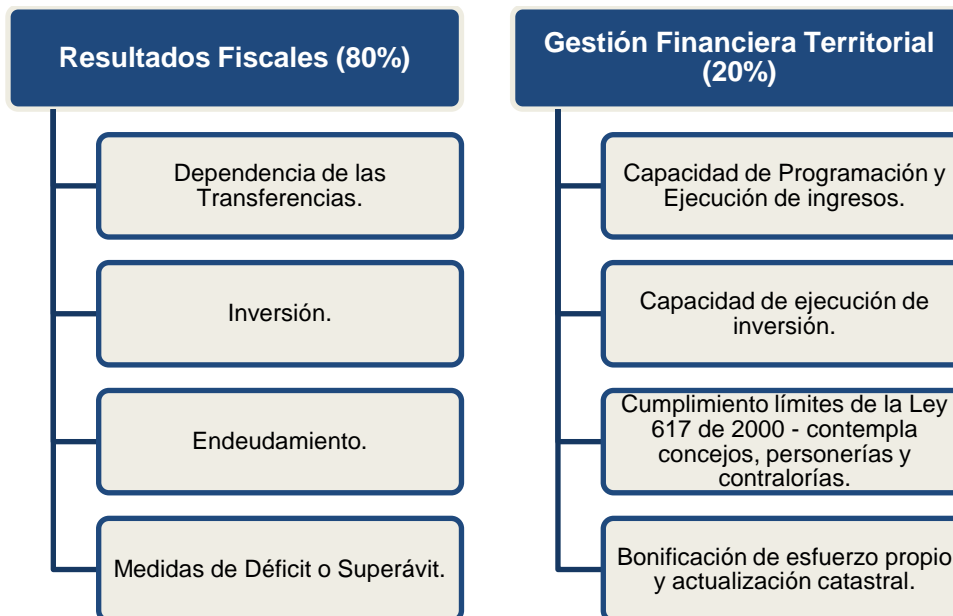 Resultados Fiscales (80%)
Dependencia de las
Transferencias.
Inversión.
Endeudamiento.
Medidas de Déficit o Superávit.
Gestión Financiera Territorial
(20%)
Capacidad de Programación y
Ejecución de ingresos.
Capacidad de ejecución de
inversión.
Cumplimiento límites de la Ley
617 de 2000 - contempla
concejos, personerías y
contralorías.
Bonificación de esfuerzo propio
y actualización catastral.